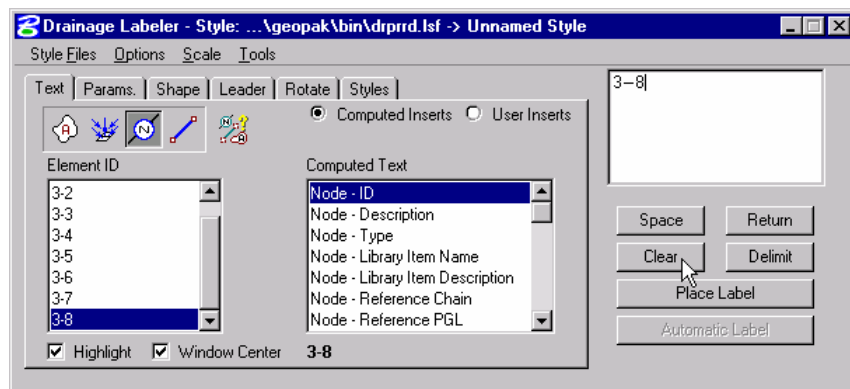 Drainage Labeler - Style: ...\geopak\bin\drprrd.lsf -> Unnamed Style
Style Files Options Scale Tools
Text Params. Shape Leader Rotate Styles
Computed Inserts User Inserts
Element ID
3-2
3-3
3-4
3-5
3-6
3-7
3-8
Computed Text
Node - ID
Node - Description
Node - Type
Node - Library Item Name
Node - Library Item Description
Node - Reference Chain
Node - Reference PGL
Highlight Window Center 3-8
3-8
Space Return
Clear Delimit
Place Label
Automatic Label